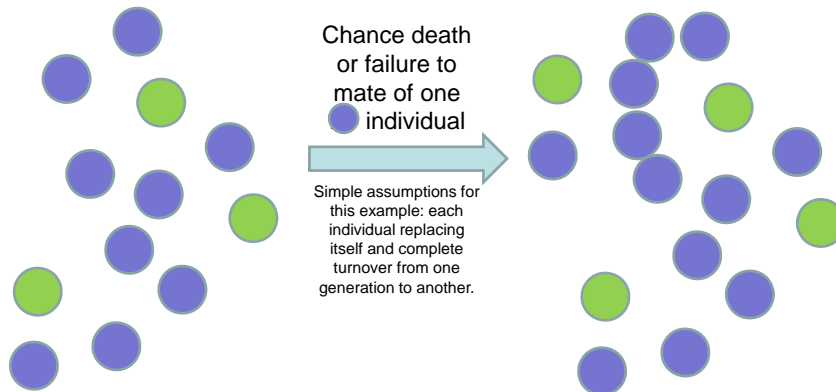 Chance death
or failure to
mate of one
individual
Simple assumptions for
this example: each
individual replacing
itself and complete
turnover from one
generation to another.